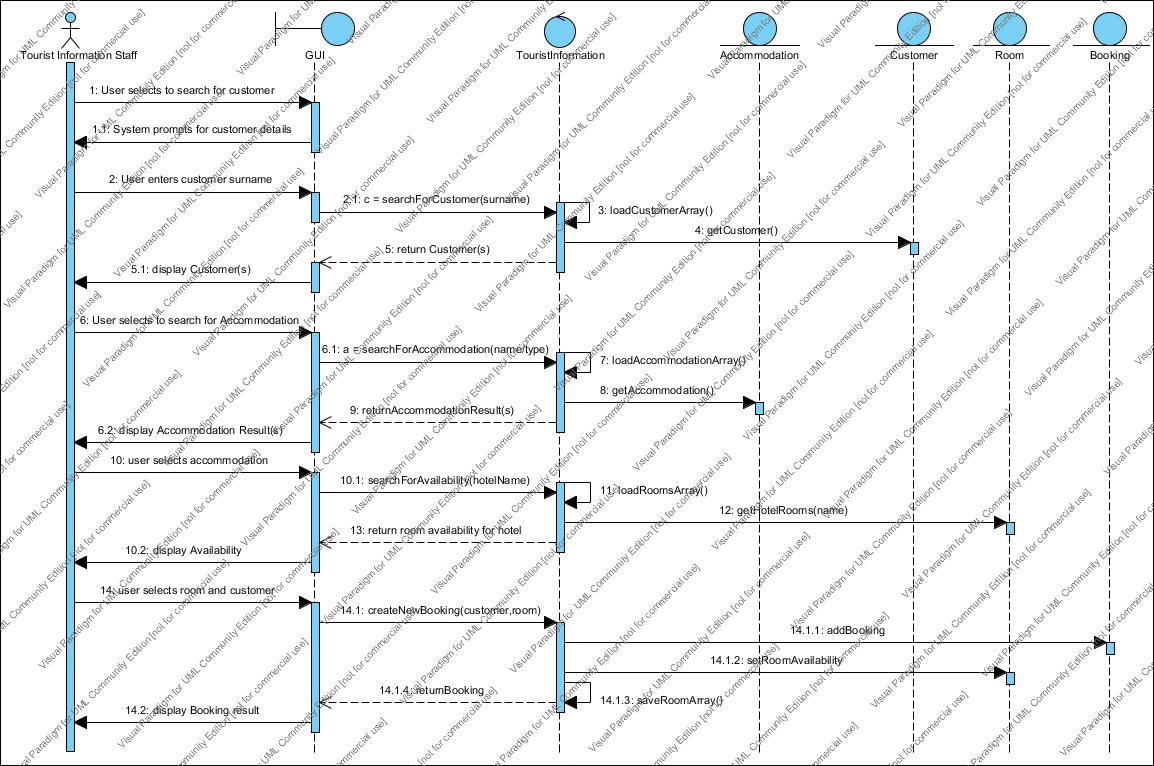 Tourist Information Staff
GUI
TouristInformation
Accommodation
Customer
Room
Booking
1: User selects to search for customer
1.1: System prompts for customer details
2: User enters customer surname
2.1: c = searchForCustomer(surname)
3: loadCustomerArray()
4: getCustomer()
5: return Customer(s)
5.1: display Customer(s)
6: User selects to search for Accommodation
6.1: a = searchForAccommodation(name/type)
7: loadAccommodationArray()
8: getAccommodation()
9: returnAccommodationResult(s)
6.2: display Accommodation Result(s)
10: user selects accommodation
10.1: searchForAvailability(hotelName)
11: loadRoomsArray()
12: getHotelRooms(name)
13: return room availability for hotel
10.2: display Availability
14: user selects room and customer
14.1: createNewBooking(customer,room)
14.1.1: addBooking
14.1.2: setRoomAvailability
14.1.4: returnBooking
14.1.3: saveRoomArray()
14.2: display Booking result
Visual Paradigm for UML Community Edition [not for commercial use]